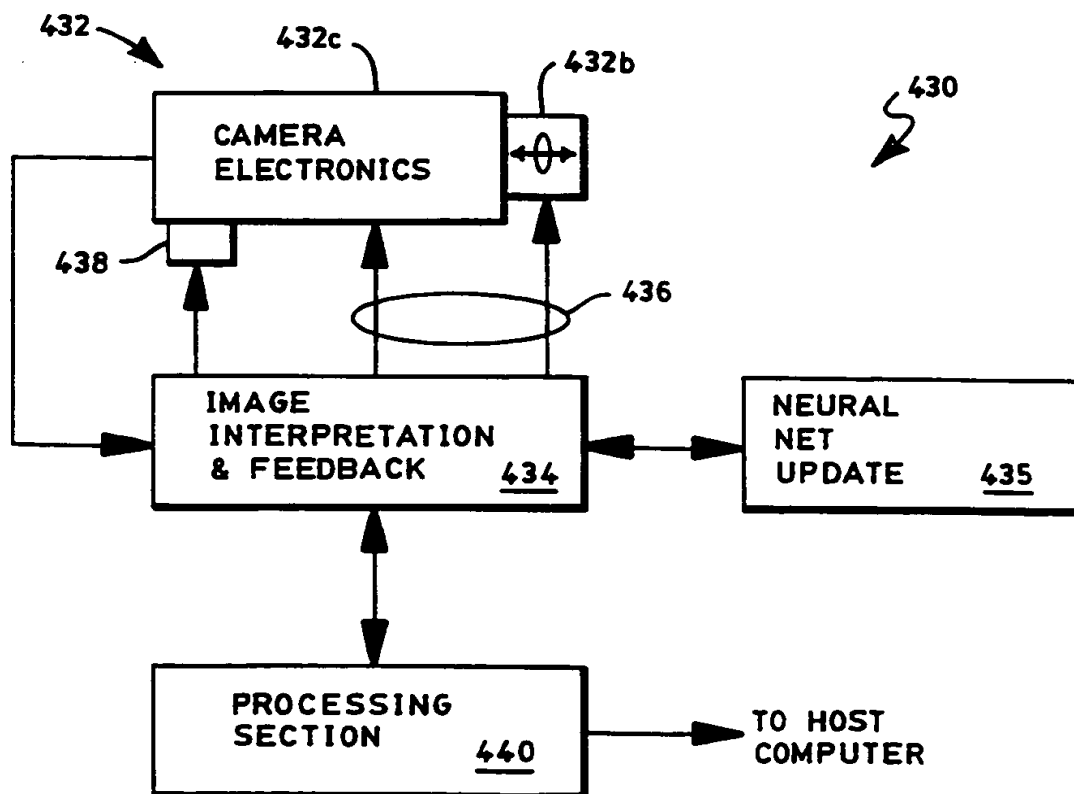 432
432c
432b
430
CAMERA
ELECTRONICS
438
436
IMAGE
INTERPRETATION
& FEEDBACK
434
NEURAL
NET
UPDATE
435
PROCESSING
SECTION
440
TO HOST
COMPUTER